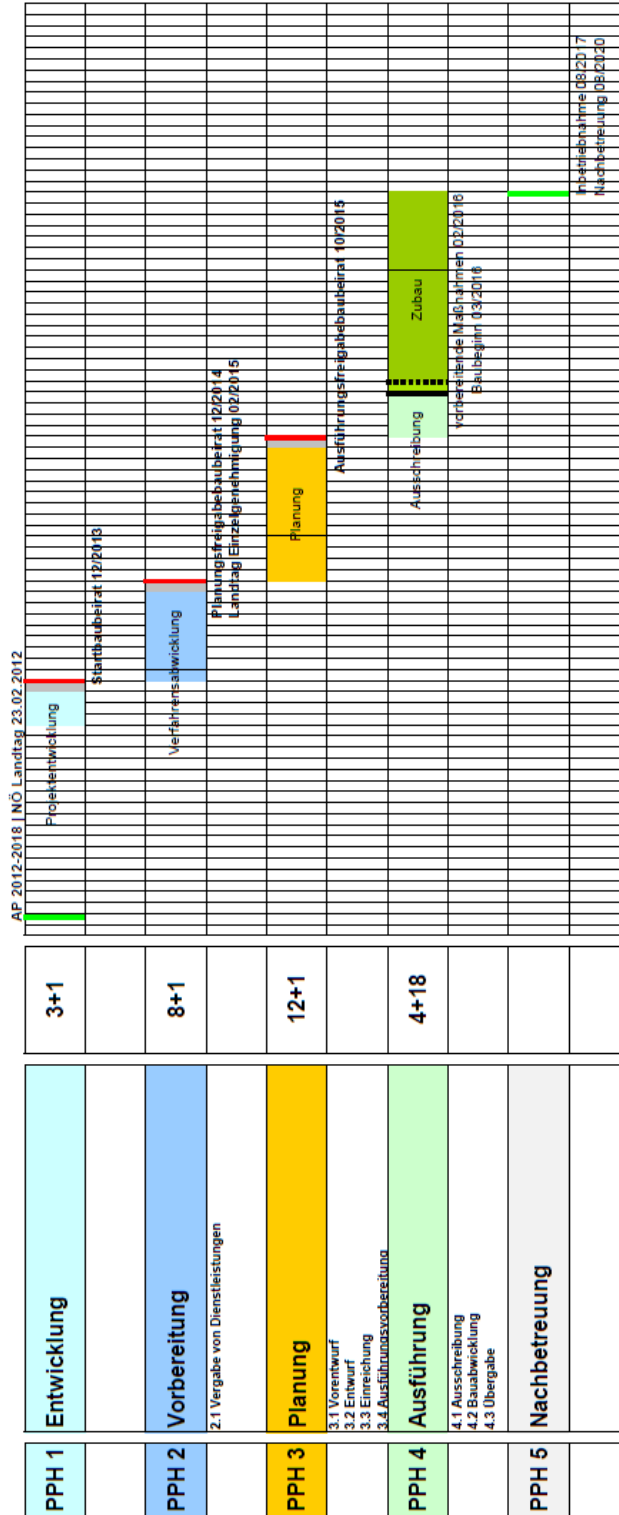 AP 2012-2018 | NÖ Landtag 23.02.2012
PPH 1 Entwicklung 3+1 Projektentwicklung
Startbaubeirat 12/2013
PPH 2 Vorbereitung 8+1 Verfahrensabwicklung
2.1 Vergabe von Dienstleistungen
Planungsfreigabebaubeirat 12/2014
Landtag Einzelgenehmigung 02/2015
PPH 3 Planung 12+1 Planung
3.1 Vorentwurf
3.2 Entwurf
3.3 Einreichung
3.4 Ausführungsvorbereitung
Ausführungsfreigabebaubeirat 10/2015
PPH 4 Ausführung 4+18 Ausschreibung Zubau
4.1 Ausschreibung
4.2 Bauabwicklung
4.3 Übergabe
vorbereitende Maßnahmen 02/2016
Baubeginn 03/2016
PPH 5 Nachbetreuung
Inbetriebnahme 08/2017
Nachbetreuung 08/2020